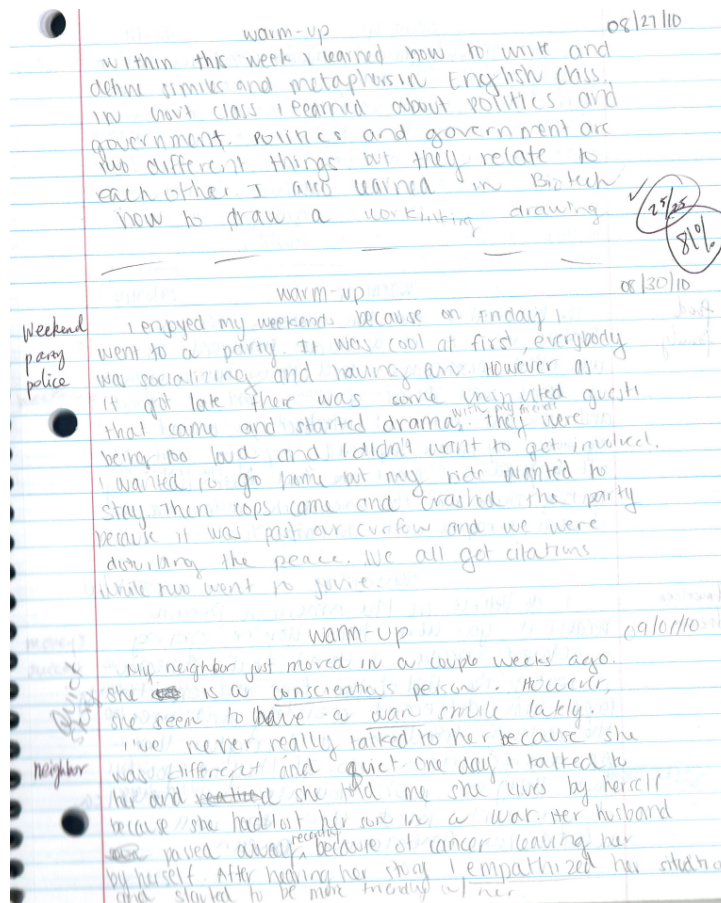 warm-up 08/27/10
within this week I learned how to write and
define similes and metaphors in English class.
in Govt class I learned about politics and
government. Politics and government are
two different things but they relate to
each other. I also learned in Biotech
how to draw a working drawing.
25/25
81%
warm-up 08/30/10
Weekend
party
police
I enjoyed my weekends because on Friday I
went to a party. It was cool at first, everybody
was socializing and having fun. However as
it got late there was some uninvited guests
that came and started drama with my friends. They were
being too loud and I didn't want to get involved.
I wanted to go home but my ride wanted to
stay. Then cops came and crashed the party
because it was past our curfew and we were
disturbing the peace. We all got citations
while two went to juvie.
warm-up 09/01/10
Quick
neighbor
My neighbor just moved in a couple weeks ago.
she is a conscientious person. However,
she seem to have a wan smile lately.
I've never really talked to her because she
was different and quiet. One day I talked to
her and she told me she lives by herself
because she had lost her son in a war. Her husband
passed away recently because of cancer leaving her
by herself. After hearing her story I empathized her situation
and started to be more friendly w/ her.